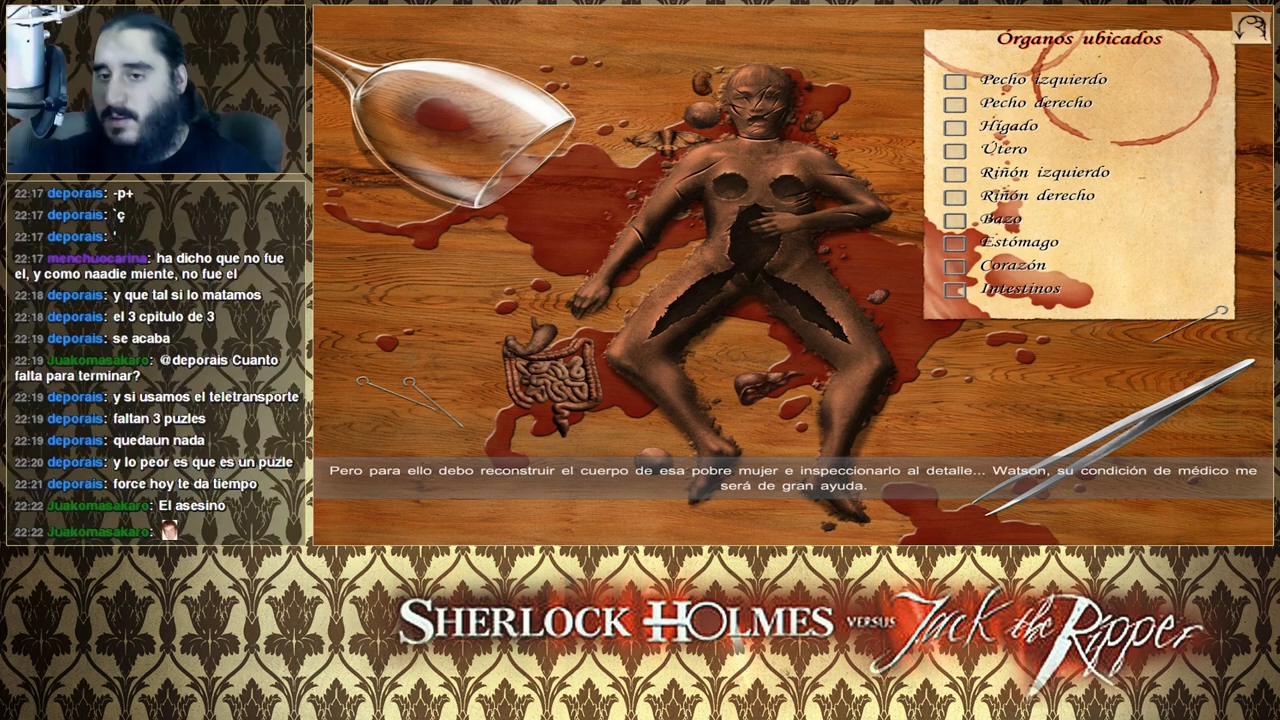 22:17 deporais: -p+
22:17 deporais: `ç
22:17 deporais: '
22:17 menchuocarina: ha dicho que no fue
el, y como naadie miente, no fue el
22:18 deporais: y que tal si lo matamos
22:18 deporais: el 3 cpitulo de 3
22:19 deporais: se acaba
22:19 Juakomasakaro: @deporais Cuanto
falta para terminar?
22:19 deporais: y si usamos el teletransporte
22:19 deporais: faltan 3 puzles
22:19 deporais: quedaun nada
22:20 deporais: y lo peor es que es un puzle
22:21 deporais: force hoy te da tiempo
22:22 Juakomasakaro: El asesino
22:22 Juakomasakaro:
Órganos ubicados
Pecho izquierdo
Pecho derecho
Hígado
Útero
Riñón izquierdo
Riñón derecho
Bazo
Estómago
Corazón
Intestinos
Pero para ello debo reconstruir el cuerpo de esa pobre mujer e inspeccionarlo al detalle... Watson, su condición de médico me
será de gran ayuda.
SHERLOCK HOLMES VERSUS Jack the Ripper